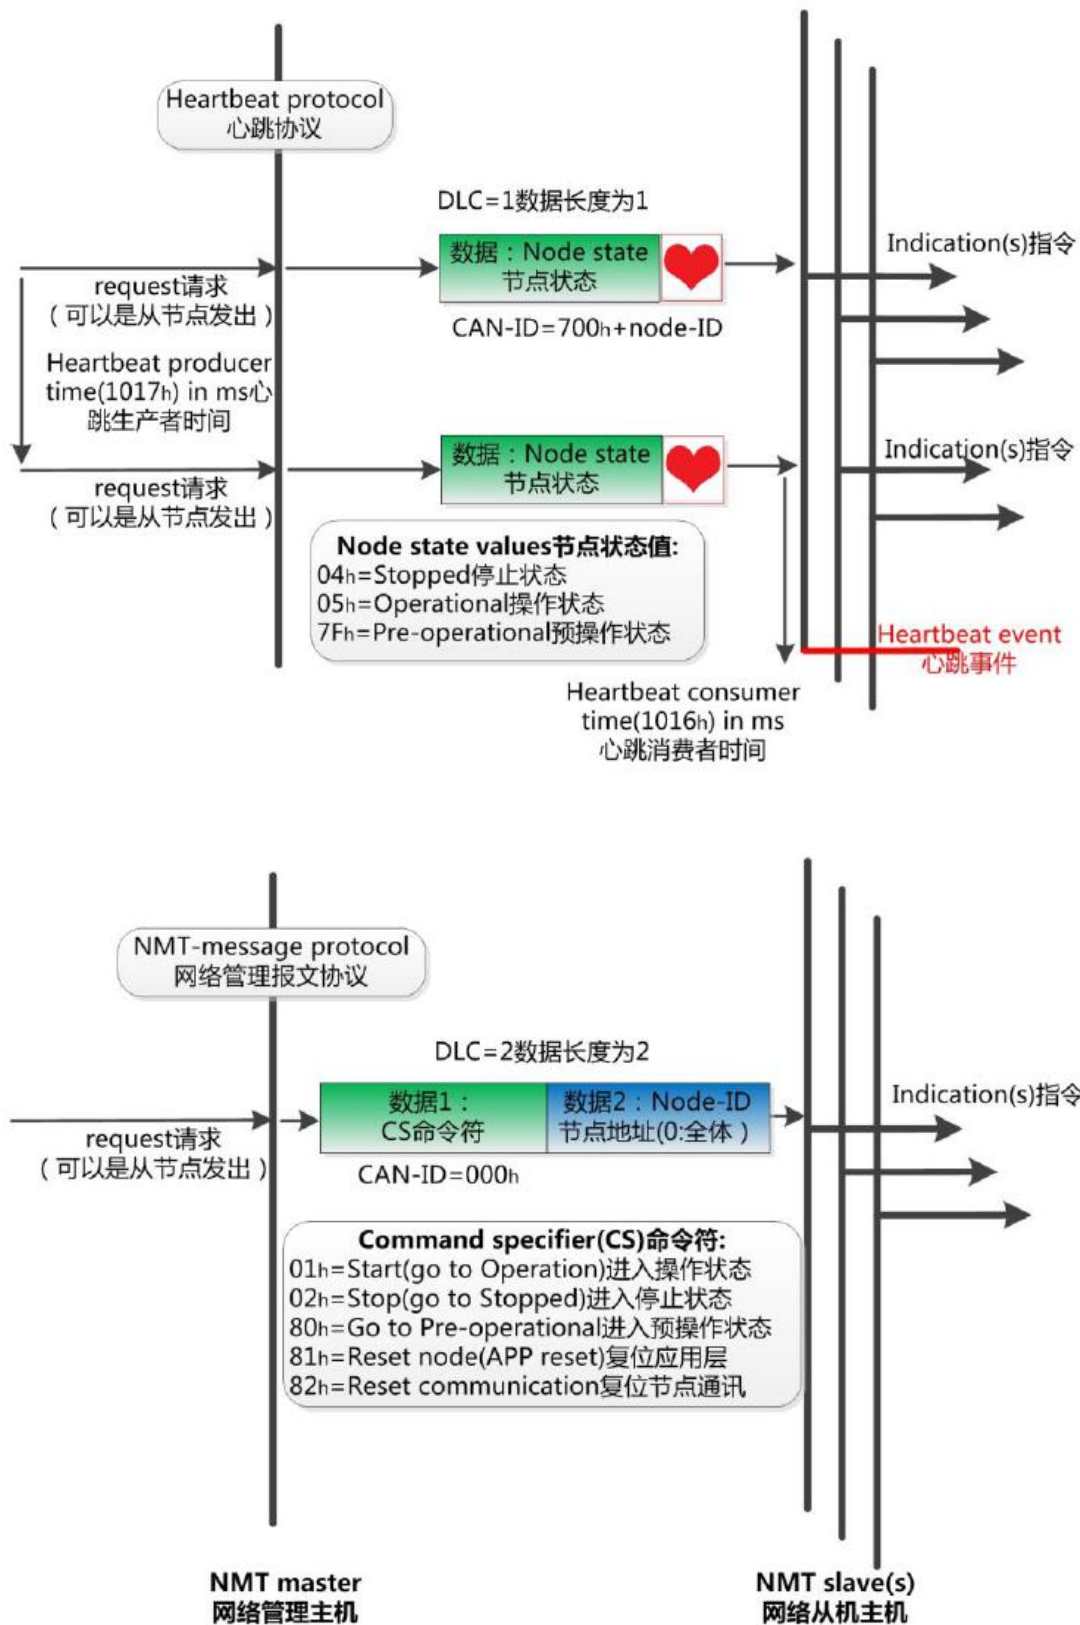 Heartbeat protocol
心跳协议
DLC=1数据长度为1
数据：Node state
节点状态
Indication(s)指令
request请求
（可以是从节点发出）
CAN-ID=700h+node-ID
Heartbeat producer
time(1017h) in ms心
跳生产者时间
数据：Node state
节点状态
Indication(s)指令
request请求
（可以是从节点发出）
Node state values节点状态值:
04h=Stopped停止状态
05h=Operational操作状态
7Fh=Pre-operational预操作状态
Heartbeat event
心跳事件
Heartbeat consumer
time(1016h) in ms
心跳消费者时间
NMT-message protocol
网络管理报文协议
DLC=2数据长度为2
数据1：
CS命令符
数据2：Node-ID
节点地址(0:全体）
Indication(s)指令
request请求
（可以是从节点发出）
CAN-ID=000h
Command specifier(CS)命令符:
01h=Start(go to Operation)进入操作状态
02h=Stop(go to Stopped)进入停止状态
80h=Go to Pre-operational进入预操作状态
81h=Reset node(APP reset)复位应用层
82h=Reset communication复位节点通讯
NMT master
网络管理主机
NMT slave(s)
网络从机主机